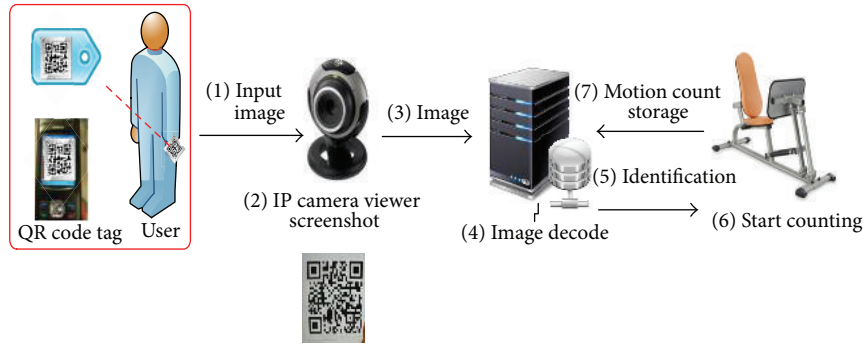 (1) Input
image
(2) IP camera viewer
screenshot
(3) Image
(4) Image decode
(5) Identification
(6) Start counting
(7) Motion count
storage
QR code tag
User